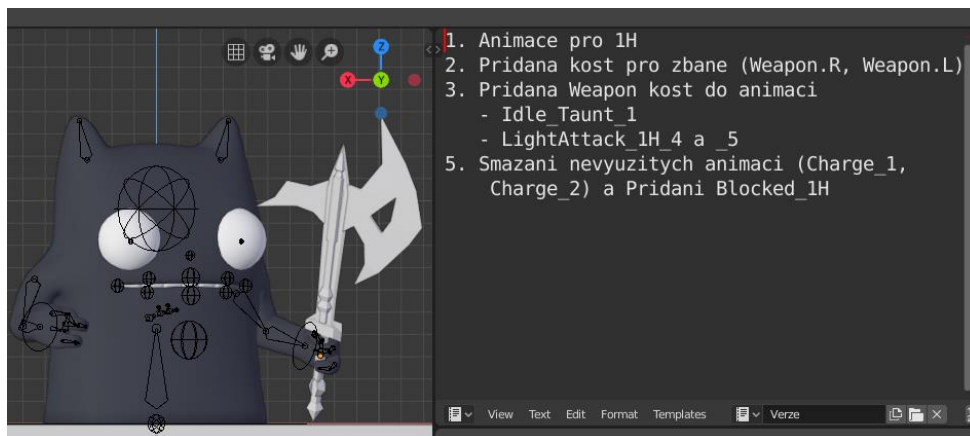 Z
X
Y
1. Animace pro 1H
2. Pridana kost pro zbane (Weapon.R, Weapon.L)
3. Pridana Weapon kost do animaci
- Idle_Taunt_1
- LightAttack_1H_4 a _5
5. Smazani nevyuzitych animaci (Charge_1,
Charge_2) a Pridani Blocked_1H
View Text Edit Format Templates Verze